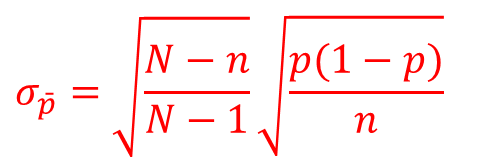 σ_p̄ = √((N − n)/(N − 1)) √(p(1 − p)/n)